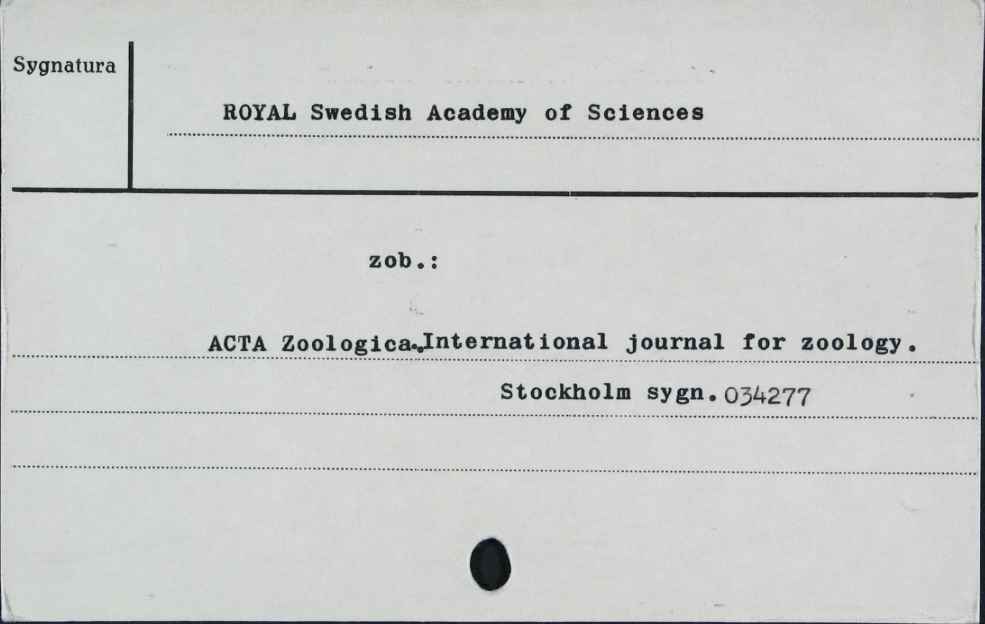 Sygnatura
ROYAL Swedish Academy of Sciences
zob.:
ACTA Zoologica.,International journal for zoology.
Stockholm sygn. 034277